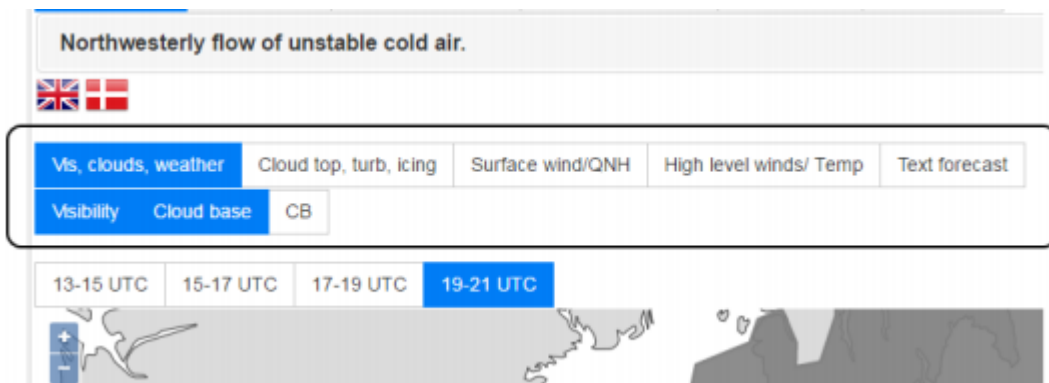 Northwesterly flow of unstable cold air.
Vis, clouds, weather Cloud top, turb, icing Surface wind/QNH High level winds/ Temp Text forecast
Visibility Cloud base CB
13-15 UTC 15-17 UTC 17-19 UTC 19-21 UTC
+
-